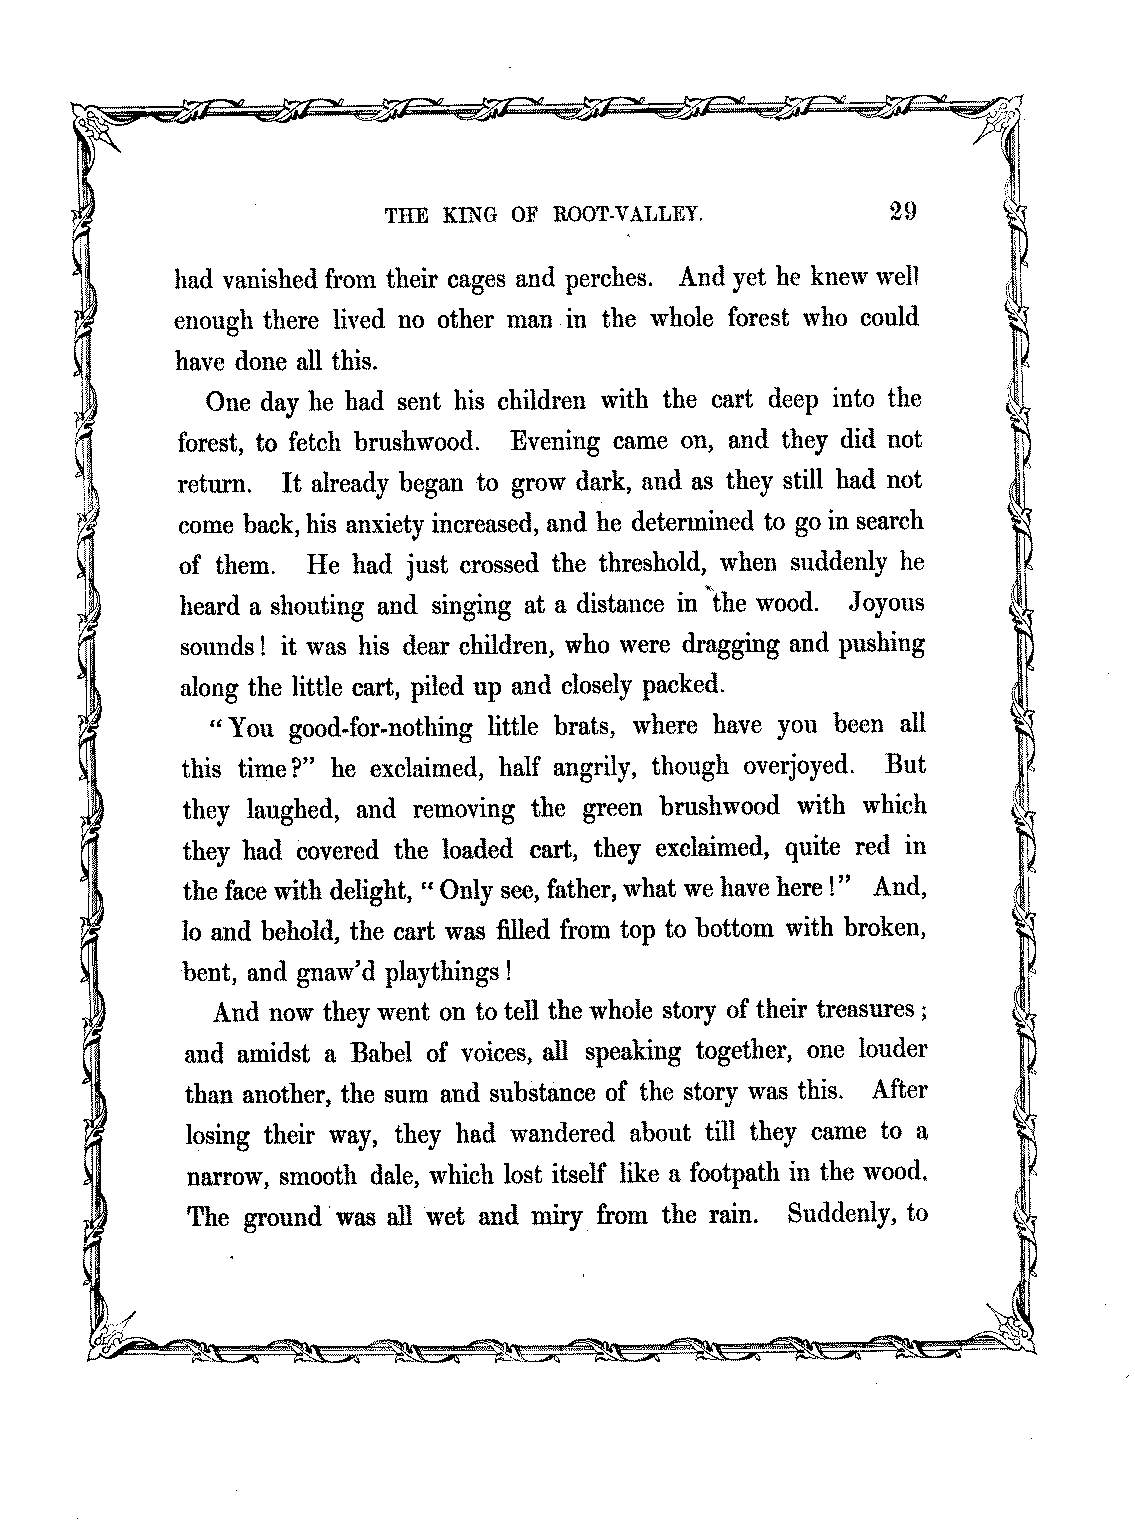 THE KING OF ROOT-VALLEY. 29
had vanished from their cages and perches. And yet he knew well
enough there lived no other man in the whole forest who could
have done all this.
One day he had sent his children with the cart deep into the
forest, to fetch brushwood. Evening came on, and they did not
return. It already began to grow dark, and as they still had not
come back, his anxiety increased, and he determined to go in search
of them. He had just crossed the threshold, when suddenly he
heard a shouting and singing at a distance in the wood. Joyous
sounds! it was his dear children, who were dragging and pushing
along the little cart, piled up and closely packed.
“You good-for-nothing little brats, where have you been all
this time?” he exclaimed, half angrily, though overjoyed. But
they laughed, and removing the green brushwood with which
they had covered the loaded cart, they exclaimed, quite red in
the face with delight, “Only see, father, what we have here!” And,
lo and behold, the cart was filled from top to bottom with broken,
bent, and gnaw’d playthings!
And now they went on to tell the whole story of their treasures;
and amidst a Babel of voices, all speaking together, one louder
than another, the sum and substance of the story was this. After
losing their way, they had wandered about till they came to a
narrow, smooth dale, which lost itself like a footpath in the wood.
The ground was all wet and miry from the rain. Suddenly, to